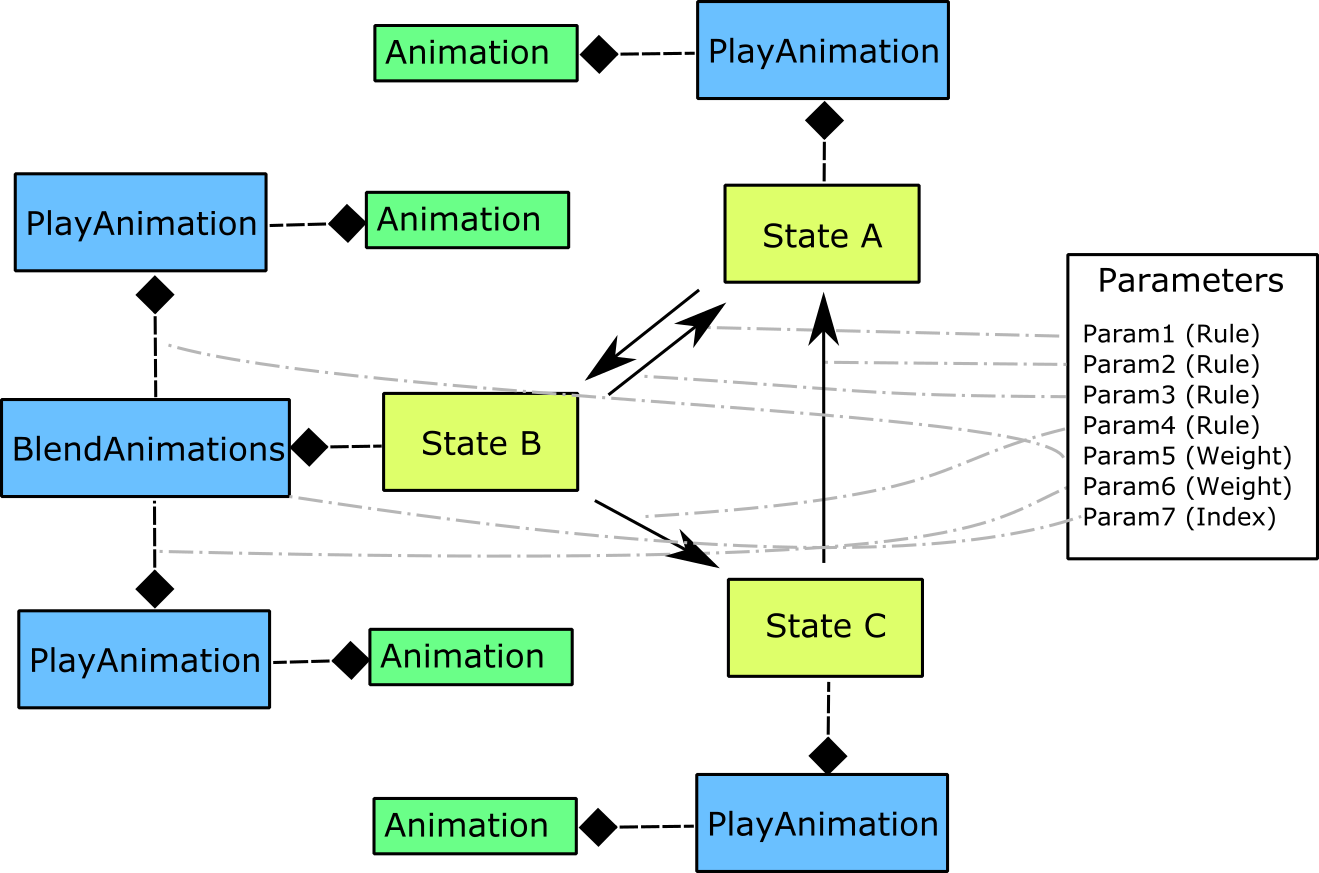 Animation
PlayAnimation
PlayAnimation
Animation
State A
Parameters
Param1 (Rule)
Param2 (Rule)
Param3 (Rule)
Param4 (Rule)
Param5 (Weight)
Param6 (Weight)
Param7 (Index)
BlendAnimations
State B
State C
PlayAnimation
Animation
Animation
PlayAnimation